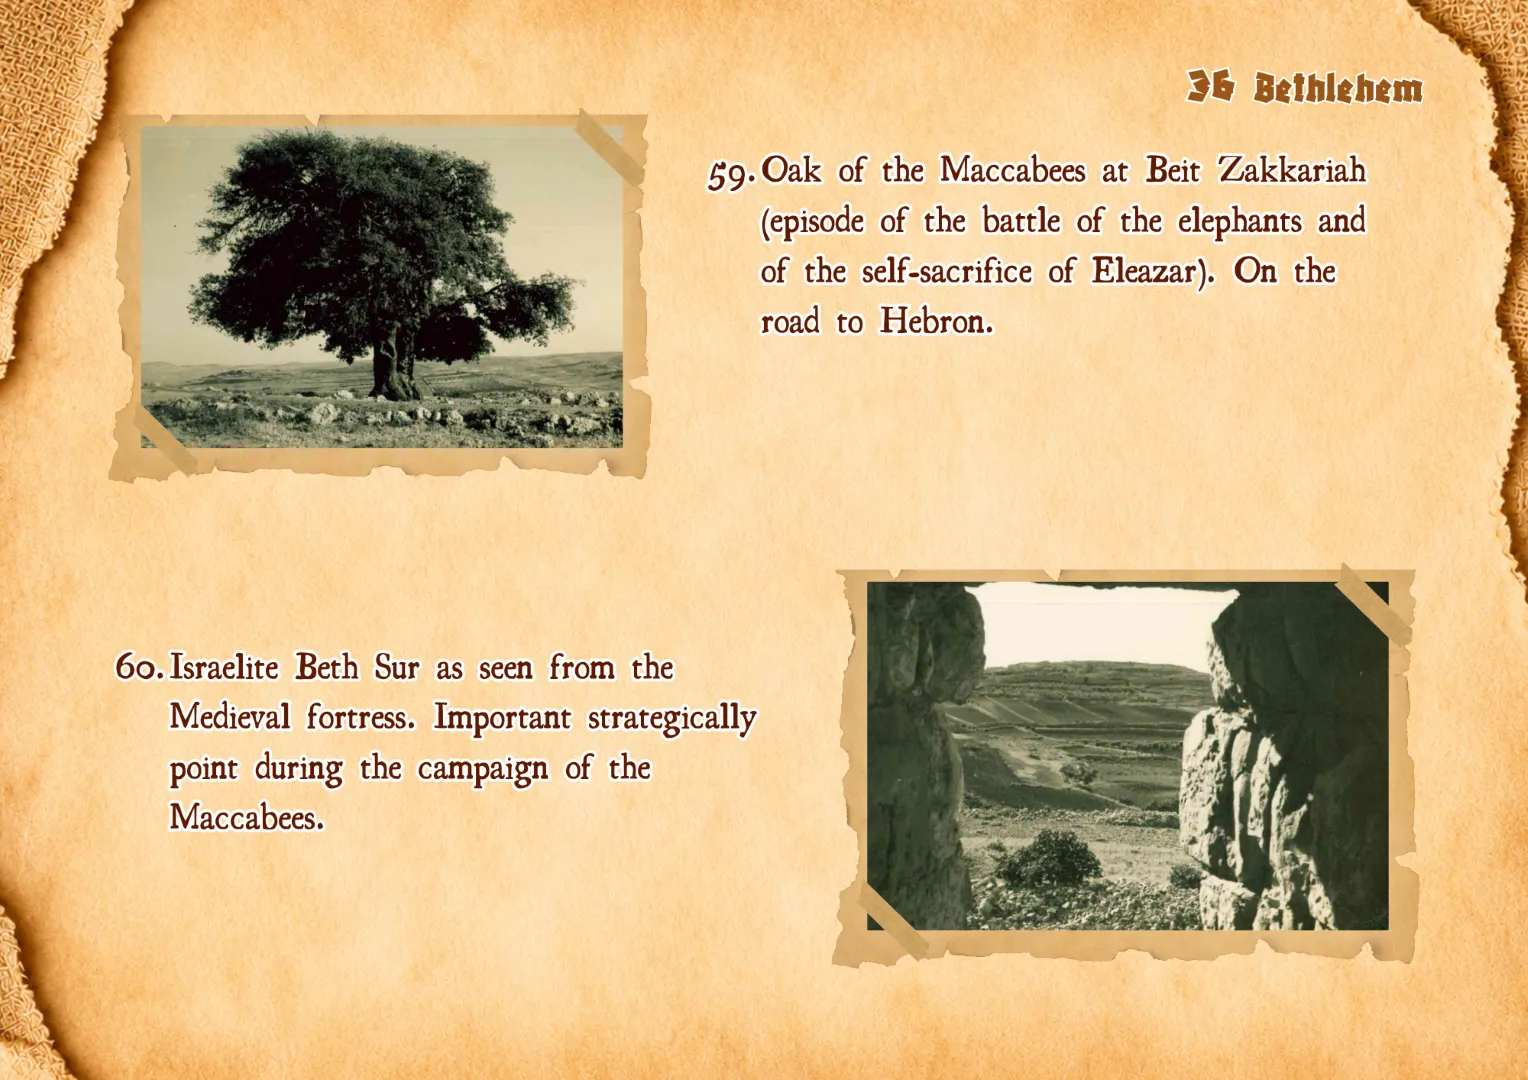 36 Bethlehem
59. Oak of the Maccabees at Beit Zakkariah
(episode of the battle of the elephants and
of the self-sacrifice of Eleazar). On the
road to Hebron.
60. Israelite Beth Sur as seen from the
Medieval fortress. Important strategically
point during the campaign of the
Maccabees.